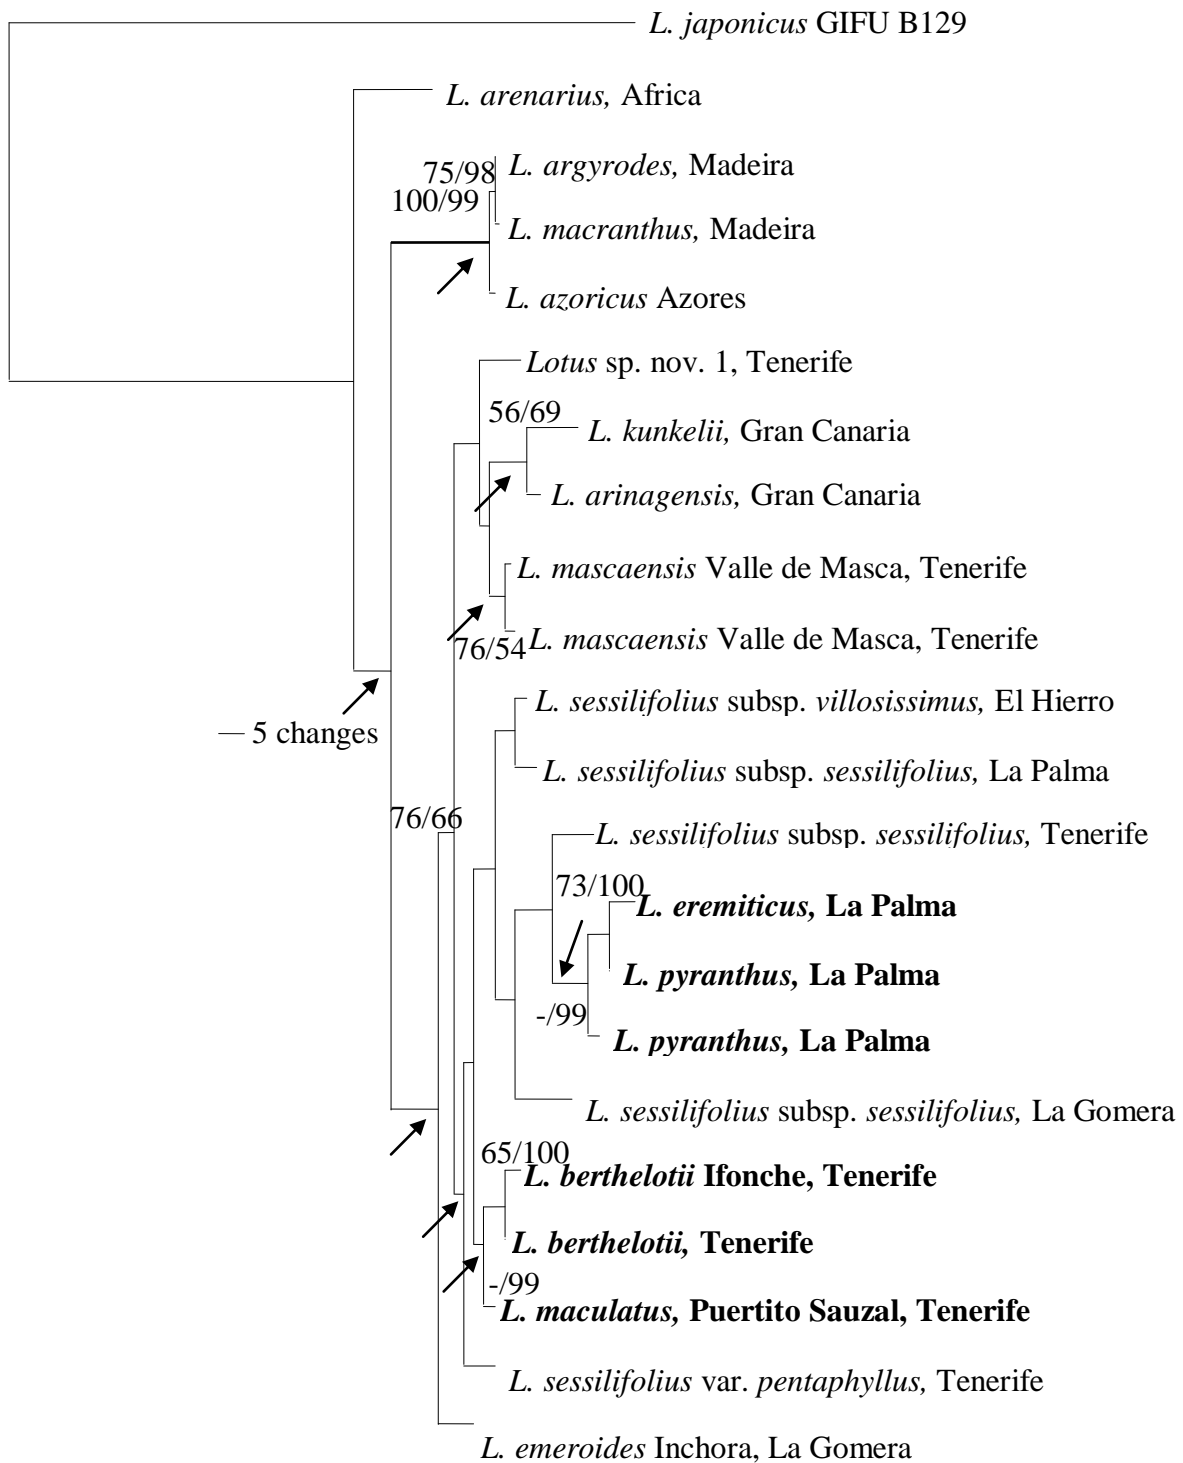 L. japonicus GIFU B129
L. arenarius, Africa
75/98
L. argyrodes, Madeira
100/99
L. macranthus, Madeira
L. azoricus Azores
Lotus sp. nov. 1, Tenerife
56/69
L. kunkelii, Gran Canaria
L. arinagensis, Gran Canaria
L. mascaensis Valle de Masca, Tenerife
L. mascaensis Valle de Masca, Tenerife
76/54
L. sessilifolius subsp. villosissimus, El Hierro
5 changes
L. sessilifolius subsp. sessilifolius, La Palma
76/66
L. sessilifolius subsp. sessilifolius, Tenerife
73/100
L. eremiticus, La Palma
L. pyranthus, La Palma
-/99
L. pyranthus, La Palma
L. sessilifolius subsp. sessilifolius, La Gomera
65/100
L. berthelotii Ifonche, Tenerife
L. berthelotii, Tenerife
-/99
L. maculatus, Puertito Sauzal, Tenerife
L. sessilifolius var. pentaphyllus, Tenerife
L. emeroides Inchora, La Gomera